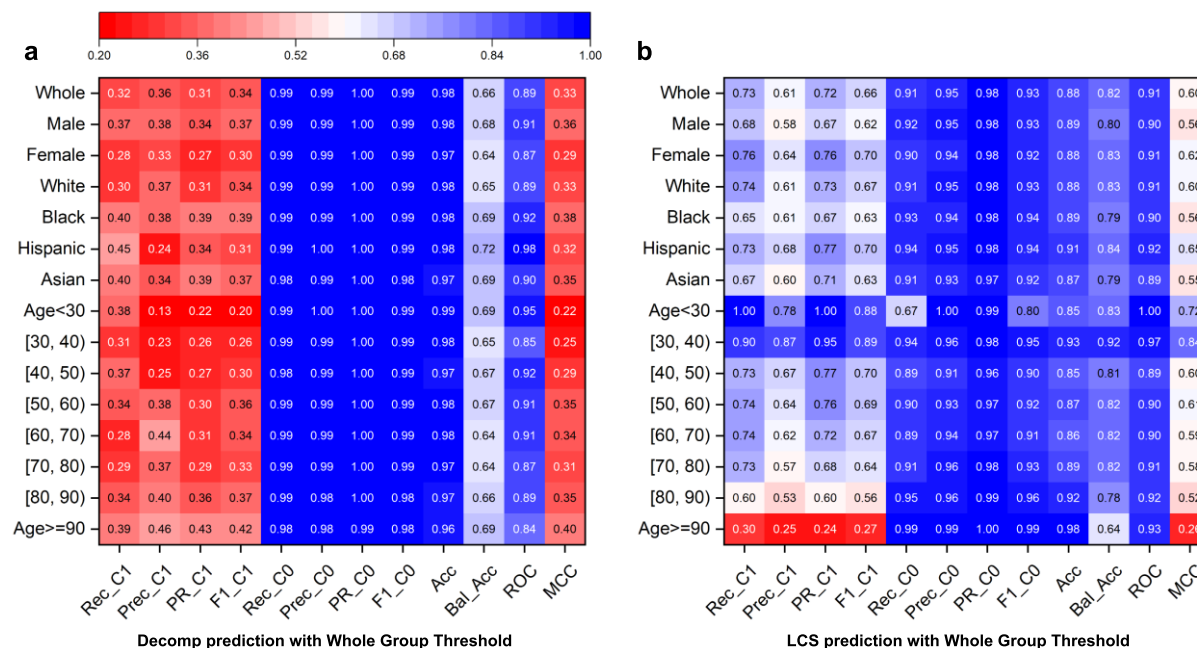 a
b
0.20 0.36 0.52 0.68 0.84 1.00
Whole 0.32 0.36 0.31 0.34 0.99 0.99 1.00 0.99 0.98 0.66 0.89 0.33
Male 0.37 0.38 0.34 0.37 0.99 0.99 1.00 0.99 0.98 0.68 0.91 0.36
Female 0.28 0.33 0.27 0.30 0.99 0.99 1.00 0.99 0.97 0.64 0.87 0.29
White 0.30 0.37 0.31 0.34 0.99 0.99 1.00 0.99 0.98 0.65 0.89 0.33
Black 0.40 0.38 0.39 0.39 0.99 0.99 1.00 0.99 0.98 0.69 0.92 0.38
Hispanic 0.45 0.24 0.34 0.31 0.99 1.00 1.00 0.99 0.98 0.72 0.98 0.32
Asian 0.40 0.34 0.39 0.37 0.98 0.99 1.00 0.98 0.97 0.69 0.90 0.35
Age<30 0.38 0.13 0.22 0.20 0.99 1.00 1.00 0.99 0.99 0.69 0.95 0.22
[30, 40) 0.31 0.23 0.26 0.26 0.99 0.99 1.00 0.99 0.98 0.65 0.85 0.25
[40, 50) 0.37 0.25 0.27 0.30 0.98 0.99 1.00 0.99 0.97 0.67 0.92 0.29
[50, 60) 0.34 0.38 0.30 0.36 0.99 0.99 1.00 0.99 0.98 0.67 0.91 0.35
[60, 70) 0.28 0.44 0.31 0.34 0.99 0.99 1.00 0.99 0.98 0.64 0.91 0.34
[70, 80) 0.29 0.37 0.29 0.33 0.99 0.99 1.00 0.99 0.97 0.64 0.87 0.31
[80, 90) 0.34 0.40 0.36 0.37 0.99 0.98 1.00 0.98 0.97 0.66 0.89 0.35
Age>=90 0.39 0.46 0.43 0.42 0.98 0.98 0.99 0.98 0.96 0.69 0.84 0.40
Rec_C1 Prec_C1 PR_C1 F1_C1 Rec_C0 Prec_C0 PR_C0 F1_C0 Acc Bal_Acc ROC MCC
Decomp prediction with Whole Group Threshold
Whole 0.73 0.61 0.72 0.66 0.91 0.95 0.98 0.93 0.88 0.82 0.91 0.60
Male 0.68 0.58 0.67 0.62 0.92 0.95 0.98 0.93 0.89 0.80 0.90 0.56
Female 0.76 0.64 0.76 0.70 0.90 0.94 0.98 0.92 0.88 0.83 0.91 0.62
White 0.74 0.61 0.73 0.67 0.91 0.95 0.98 0.93 0.88 0.83 0.91 0.60
Black 0.65 0.61 0.67 0.63 0.93 0.94 0.98 0.94 0.89 0.79 0.90 0.56
Hispanic 0.73 0.68 0.77 0.70 0.94 0.95 0.98 0.94 0.91 0.84 0.92
Asian 0.67 0.60 0.71 0.63 0.91 0.93 0.97 0.92 0.87 0.79 0.89
Age<30 1.00 0.78 1.00 0.88 0.67 1.00 0.99 0.80 0.85 0.83 1.00 0.72
[30, 40) 0.90 0.87 0.95 0.89 0.94 0.96 0.98 0.95 0.93 0.92 0.97 0.84
[40, 50) 0.73 0.67 0.77 0.70 0.89 0.91 0.96 0.90 0.85 0.81 0.89 0.60
[50, 60) 0.74 0.64 0.76 0.69 0.90 0.93 0.97 0.92 0.87 0.82 0.90 0.61
[60, 70) 0.74 0.62 0.72 0.67 0.89 0.94 0.97 0.91 0.86 0.82 0.90 0.59
[70, 80) 0.73 0.57 0.68 0.64 0.91 0.96 0.98 0.93 0.89 0.82 0.91 0.58
[80, 90) 0.60 0.53 0.60 0.56 0.95 0.96 0.99 0.96 0.92 0.78 0.92 0.52
Age>=90 0.30 0.25 0.24 0.27 0.99 0.99 1.00 0.99 0.98 0.64 0.93 0.26
Rec_C1 Prec_C1 PR_C1 F1_C1 Rec_C0 Prec_C0 PR_C0 F1_C0 Acc Bal_Acc ROC MCC
LCS prediction with Whole Group Threshold